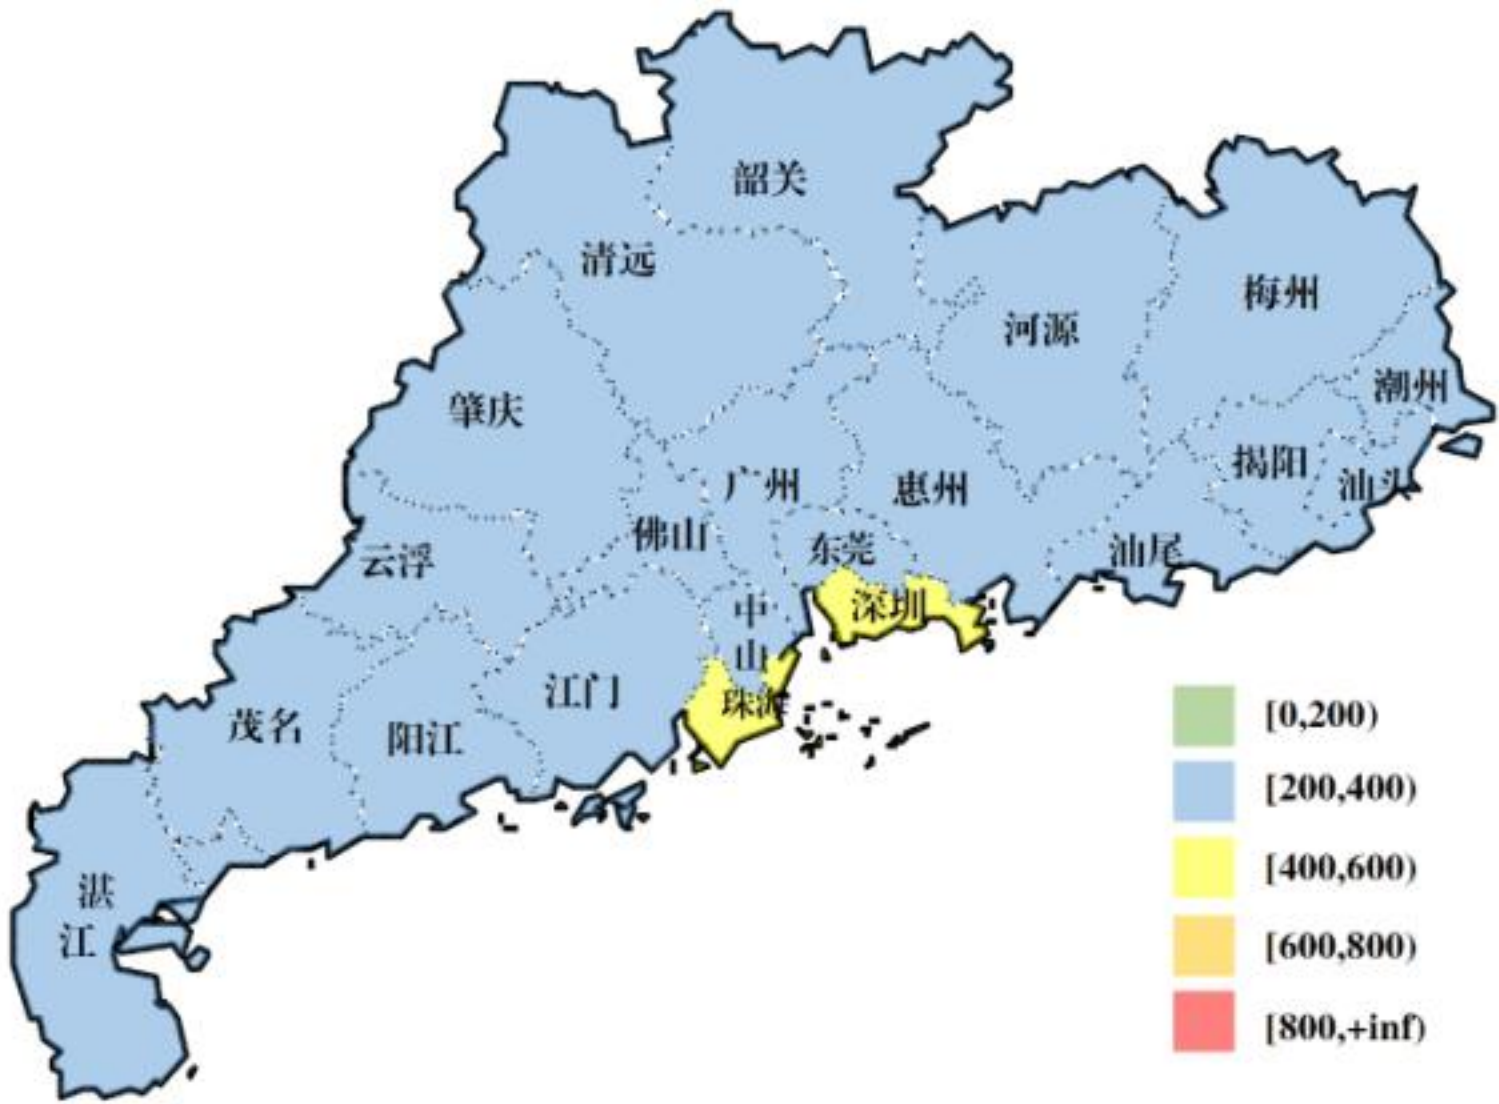 韶关
清远
梅州
河源
潮州
肇庆
揭阳
广州
惠州
汕头
佛山
东莞
汕尾
云浮
中
山
深圳
江门
珠海
茂名
阳江
湛
江
[0,200)
[200,400)
[400,600)
[600,800)
[800,+inf)